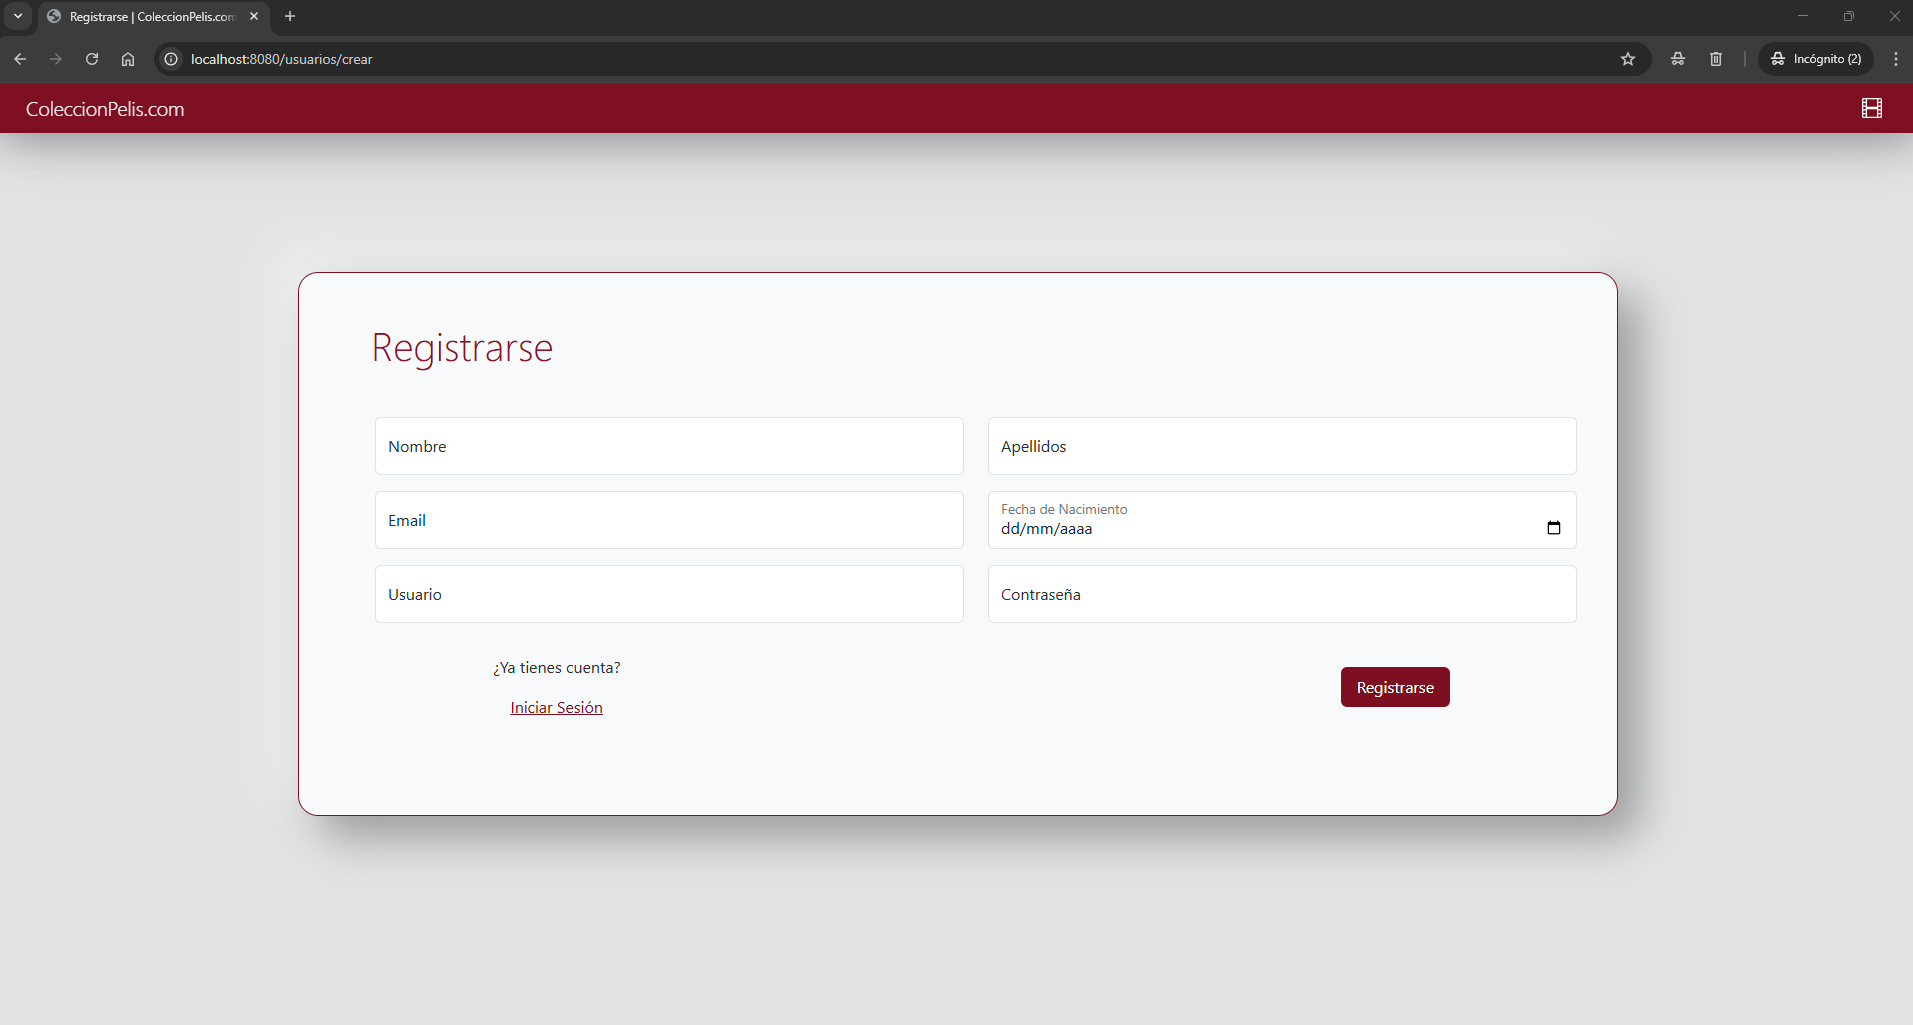 Registrarse | ColeccionPelis.com
localhost:8080/usuarios/crear
Incógnito (2)
ColeccionPelis.com
Registrarse
Nombre
Apellidos
Email
Fecha de Nacimiento
dd/mm/aaaa
Usuario
Contraseña
¿Ya tienes cuenta?
Registrarse
Iniciar Sesión